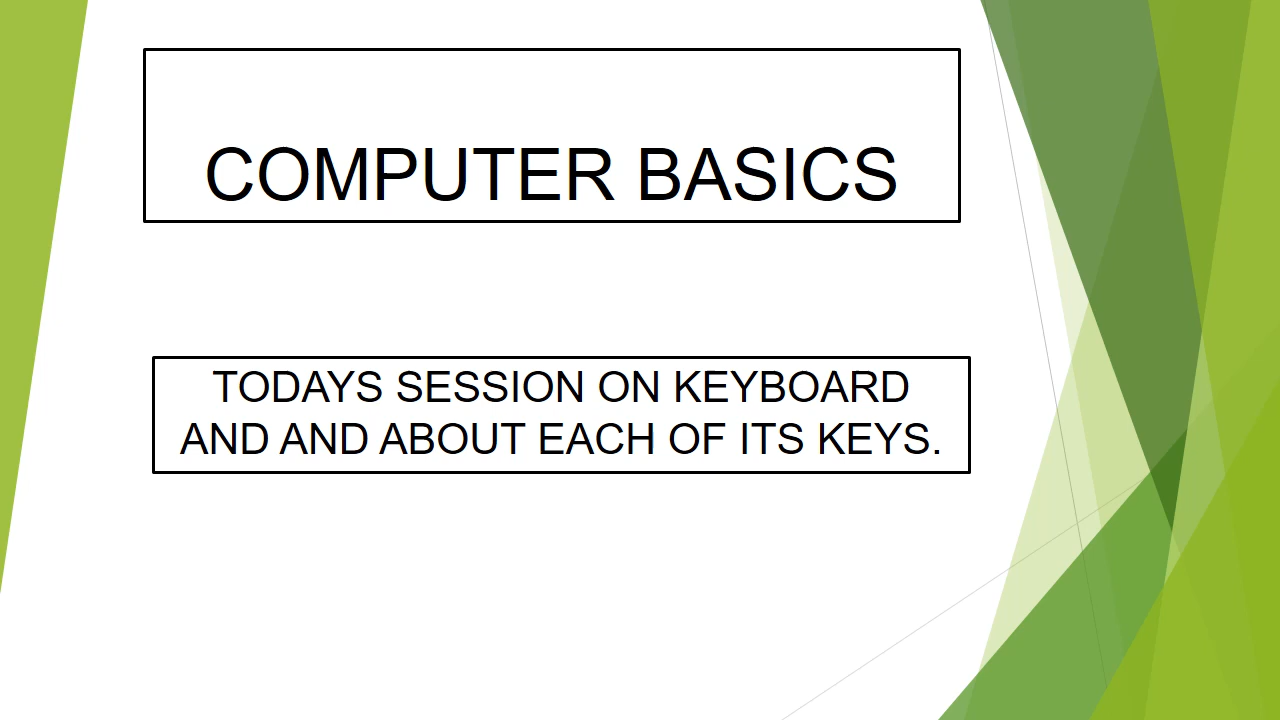 COMPUTER BASICS
TODAYS SESSION ON KEYBOARD
AND AND ABOUT EACH OF ITS KEYS.